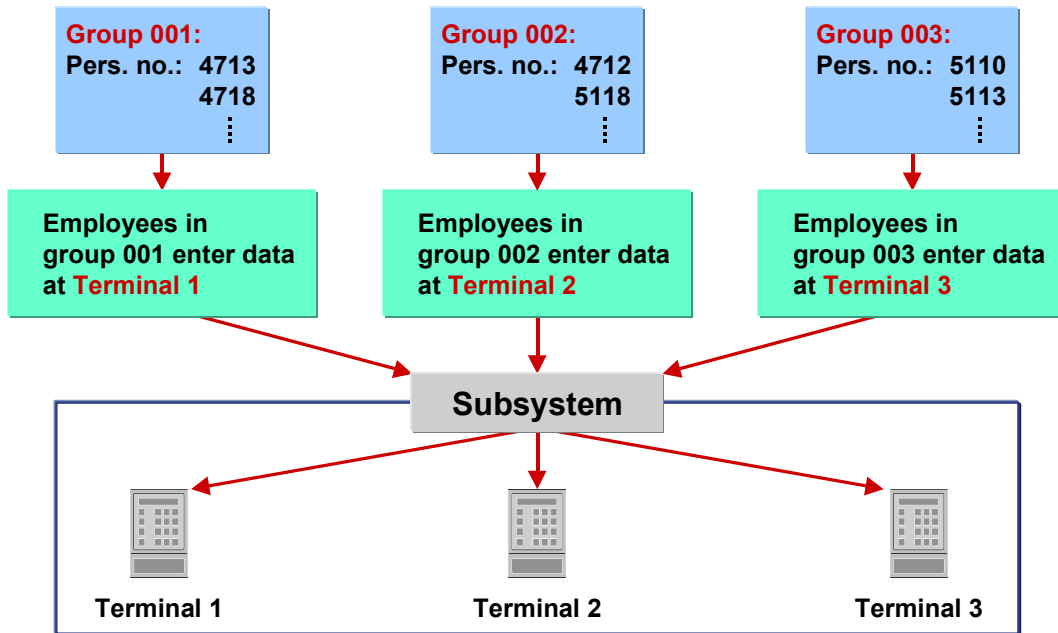 Group 001:
Pers. no.: 4713
4718
Group 002:
Pers. no.: 4712
5118
Group 003:
Pers. no.: 5110
5113
Employees in
group 001 enter data
at Terminal 1
Employees in
group 002 enter data
at Terminal 2
Employees in
group 003 enter data
at Terminal 3
Subsystem
Terminal 1
Terminal 2
Terminal 3